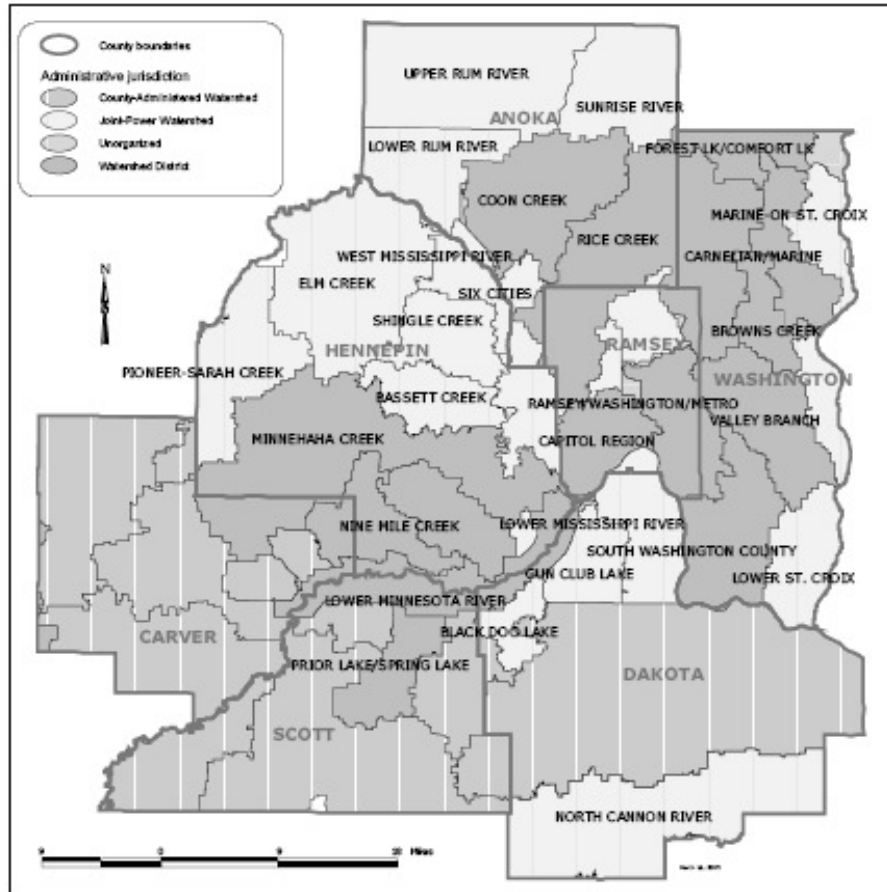 County boundaries
Administrative jurisdiction
County-Administered Watershed
Joint-Power Watershed
Unorganized
Watershed District
UPPER RUM RIVER
SUNRISE RIVER
ANOKA
LOWER RUM RIVER
FOREST LK/COMFORT LK
COON CREEK
MARINE-ON ST. CROIX
RICE CREEK
WEST MISSISSIPPI RIVER
CARNELIAN/MARINE
N
ELM CREEK
SIX CITIES
SHINGLE CREEK
BROWNS CREEK
HENNEPIN
RAMSEY
PIONEER-SARAH CREEK
WASHINGTON
BASSETT CREEK
RAMSEY/WASHINGTON/METRO
VALLEY BRANCH
MINNEHAHA CREEK
CAPITOL REGION
NINE MILE CREEK
LOWER MISSISSIPPI RIVER
SOUTH WASHINGTON COUNTY
GUN CLUB LAKE
LOWER ST. CROIX
LOWER MINNESOTA RIVER
CARVER
BLACK DOG LAKE
PRIOR LAKE/SPRING LAKE
DAKOTA
SCOTT
NORTH CANNON RIVER
9 0 9 18 Miles